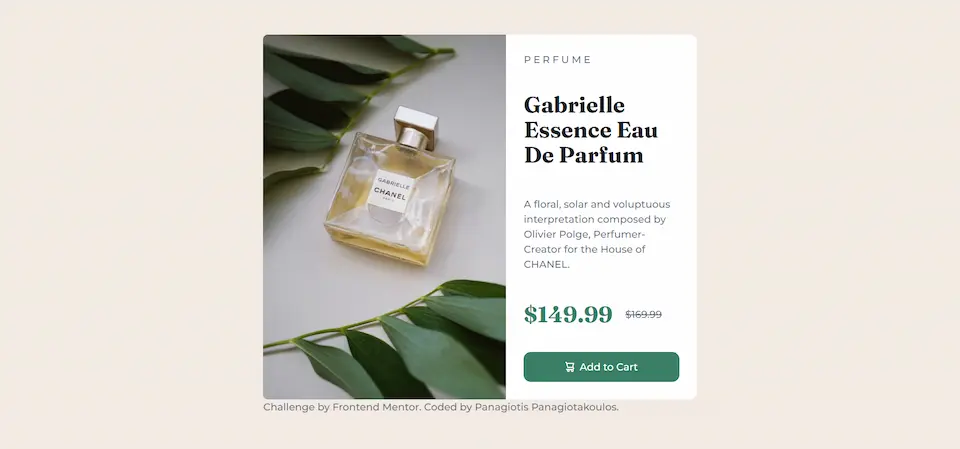 GABRIELLE
CHANEL
PARIS
PERFUME
Gabrielle
Essence Eau
De Parfum
A floral, solar and voluptuous
interpretation composed by
Olivier Polge, Perfumer-
Creator for the House of
CHANEL.
$149.99 $169.99
Add to Cart
Challenge by Frontend Mentor. Coded by Panagiotis Panagiotakoulos.